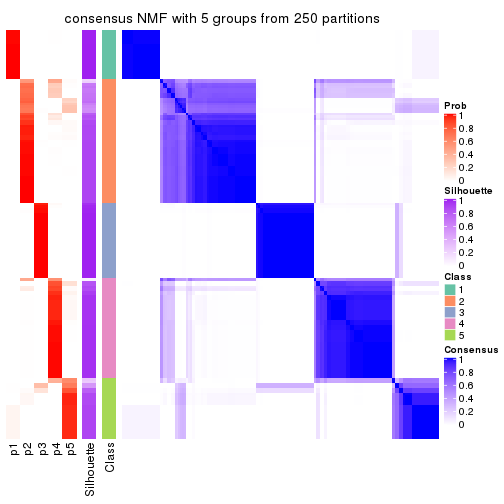 consensus NMF with 5 groups from 250 partitions
Prob
1
0.8
0.6
0.4
0.2
0
Silhouette
1
0.8
0.6
0.4
0.2
0
Class
1
2
3
4
5
Consensus
1
0.8
0.6
0.4
0.2
0
p1
p2
p3
p4
p5
Silhouette
Class